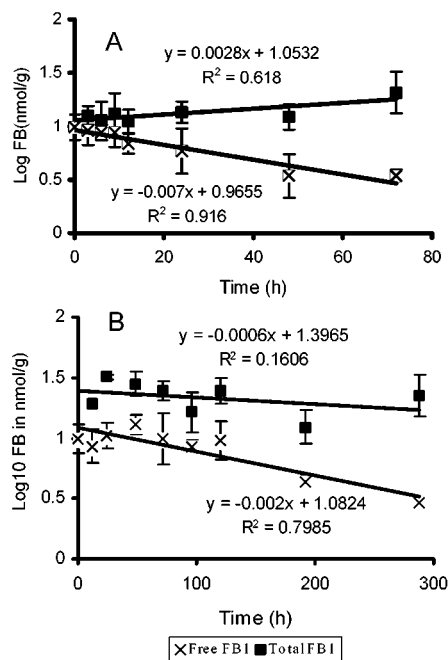 A
y = 0.0028x + 1.0532
R² = 0.618
Log FB(nmol/g)
2
1.5
1
0.5
0
y = -0.007x + 0.9655
R² = 0.916
0 20 40 60 80
Time (h)
B
y = -0.0006x + 1.3965
R² = 0.1606
Log10 FB in nmol/g)
2
1.5
1
0.5
0
y = -0.002x + 1.0824
R² = 0.7985
0 100 200 300
Time (h)
Free FB1 Total FB1